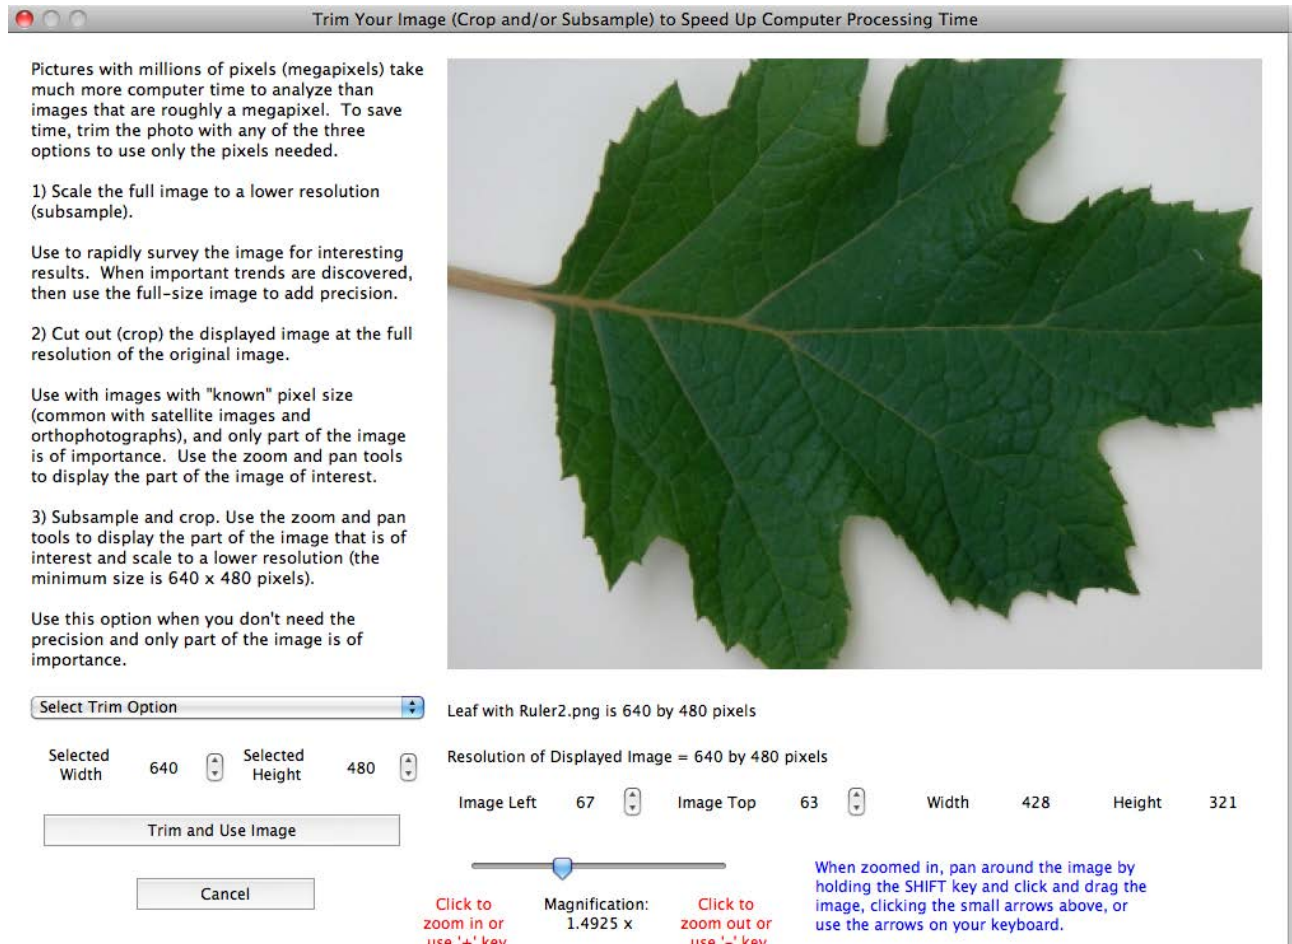 Trim Your Image (Crop and/or Subsample) to Speed Up Computer Processing Time
Pictures with millions of pixels (megapixels) take
much more computer time to analyze than
images that are roughly a megapixel.  To save
time, trim the photo with any of the three
options to use only the pixels needed.
1) Scale the full image to a lower resolution
(subsample).
Use to rapidly survey the image for interesting
results.  When important trends are discovered,
then use the full-size image to add precision.
2) Cut out (crop) the displayed image at the full
resolution of the original image.
Use with images with "known" pixel size
(common with satellite images and
orthophotographs), and only part of the image
is of importance.  Use the zoom and pan tools
to display the part of the image of interest.
3) Subsample and crop. Use the zoom and pan
tools to display the part of the image that is of
interest and scale to a lower resolution (the
minimum size is 640 x 480 pixels).
Use this option when you don't need the
precision and only part of the image is of
importance.
Select Trim Option
Selected Width 640 Selected Height 480
Trim and Use Image
Cancel
Leaf with Ruler2.png is 640 by 480 pixels
Resolution of Displayed Image = 640 by 480 pixels
Image Left 67 Image Top 63 Width 428 Height 321
Click to
zoom in or
use '+' key
Magnification:
1.4925 x
Click to
zoom out or
use '-' key
When zoomed in, pan around the image by
holding the SHIFT key and click and drag the
image, clicking the small arrows above, or
use the arrows on your keyboard.